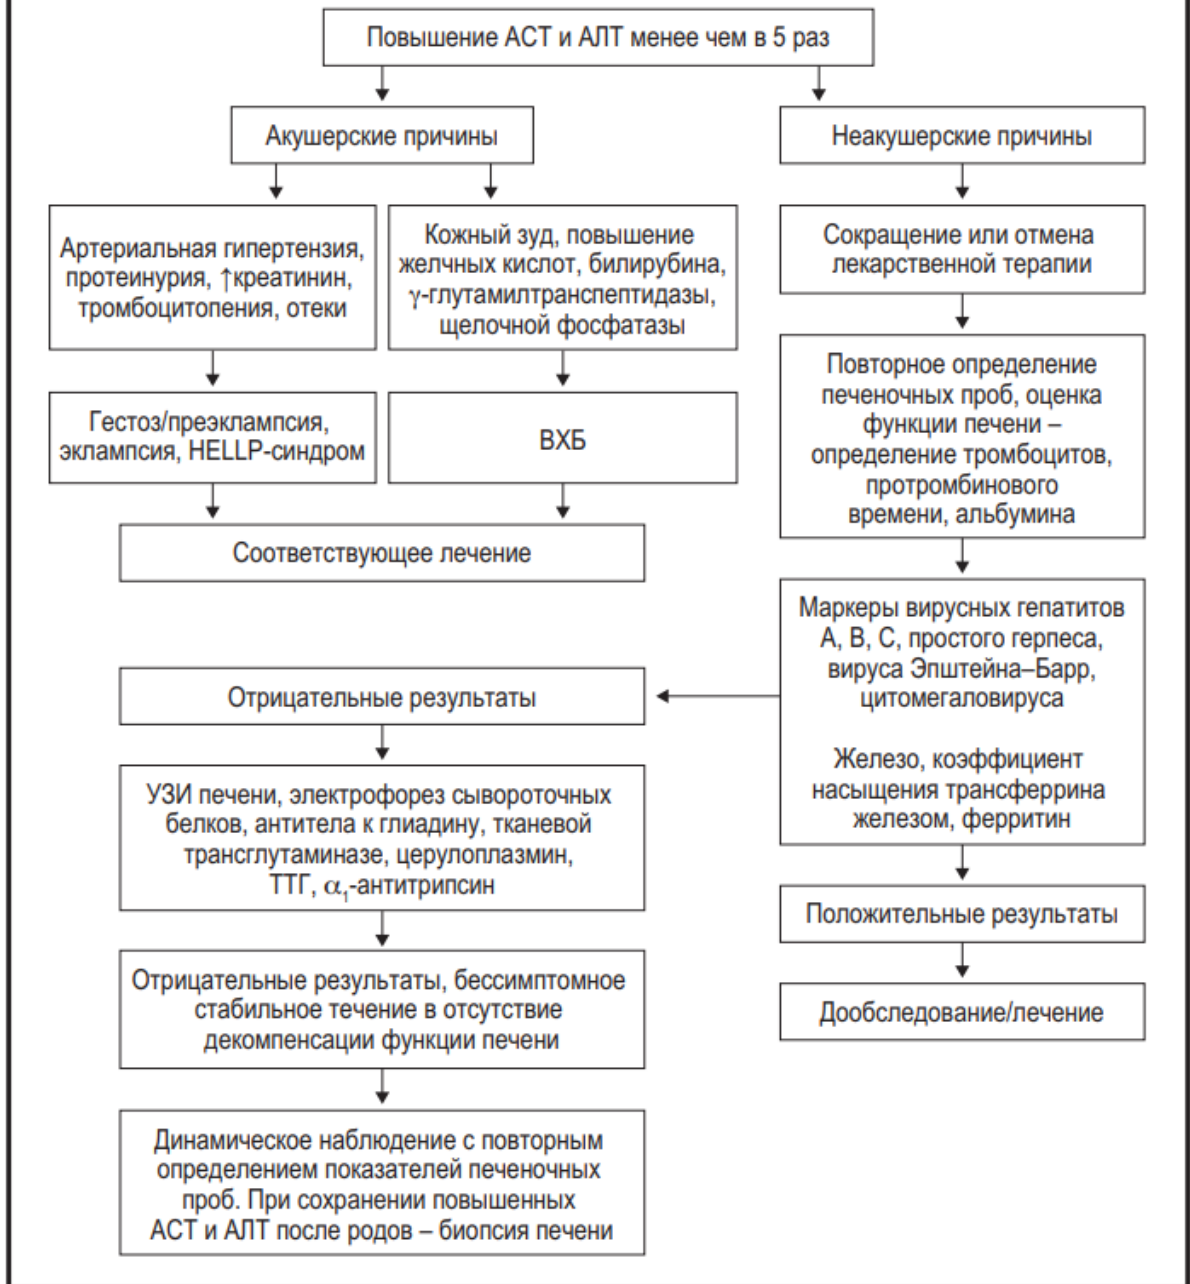 Повышение АСТ и АЛТ менее чем в 5 раз
Акушерские причины
Неакушерские причины
Артериальная гипертензия,
протеинурия, ↑креатинин,
тромбоцитопения, отеки
Кожный зуд, повышение
желчных кислот, билирубина,
γ-глутамилтранспептидазы,
щелочной фосфатазы
Сокращение или отмена
лекарственной терапии
Гестоз/преэклампсия,
эклампсия, HELLP-синдром
ВХБ
Повторное определение
печеночных проб, оценка
функции печени –
определение тромбоцитов,
протромбинового
времени, альбумина
Соответствующее лечение
Маркеры вирусных гепатитов
А, В, С, простого герпеса,
вируса Эпштейна–Барр,
цитомегаловируса
Железо, коэффициент
насыщения трансферрина
железом, ферритин
Отрицательные результаты
УЗИ печени, электрофорез сывороточных
белков, антитела к глиадину, тканевой
трансглутаминазе, церулоплазмин,
ТТГ, α₁-антитрипсин
Положительные результаты
Отрицательные результаты, бессимптомное
стабильное течение в отсутствие
декомпенсации функции печени
Дообследование/лечение
Динамическое наблюдение с повторным
определением показателей печеночных
проб. При сохранении повышенных
АСТ и АЛТ после родов – биопсия печени